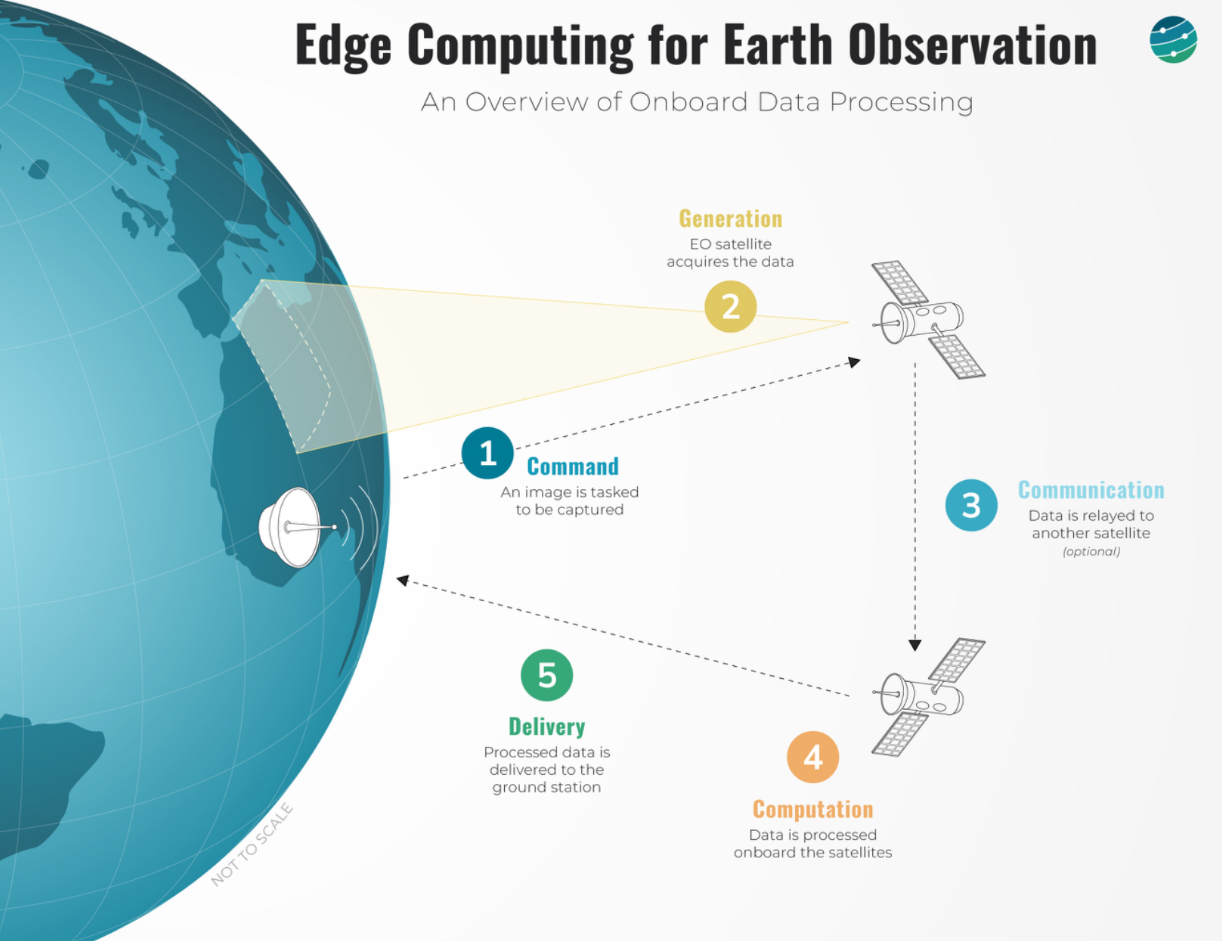 Edge Computing for Earth Observation
An Overview of Onboard Data Processing
Generation
EO satellite
acquires the data
2
1
Command
An image is tasked
to be captured
3
Communication
Data is relayed to
another satellite
(optional)
5
Delivery
Processed data is
delivered to the
ground station
4
Computation
Data is processed
onboard the satellites
NOT TO SCALE